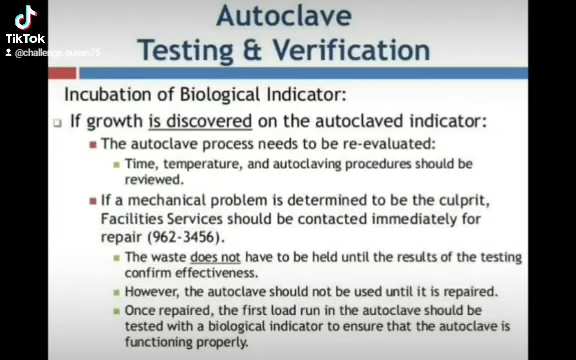 TikTok
@challenge.queen75
Autoclave
Testing & Verification
Incubation of Biological Indicator:
If growth is discovered on the autoclaved indicator:
The autoclave process needs to be re-evaluated:
Time, temperature, and autoclaving procedures should be
reviewed.
If a mechanical problem is determined to be the culprit,
Facilities Services should be contacted immediately for
repair (962-3456).
The waste does not have to be held until the results of the testing
confirm effectiveness.
However, the autoclave should not be used until it is repaired.
Once repaired, the first load run in the autoclave should be
tested with a biological indicator to ensure that the autoclave is
functioning properly.